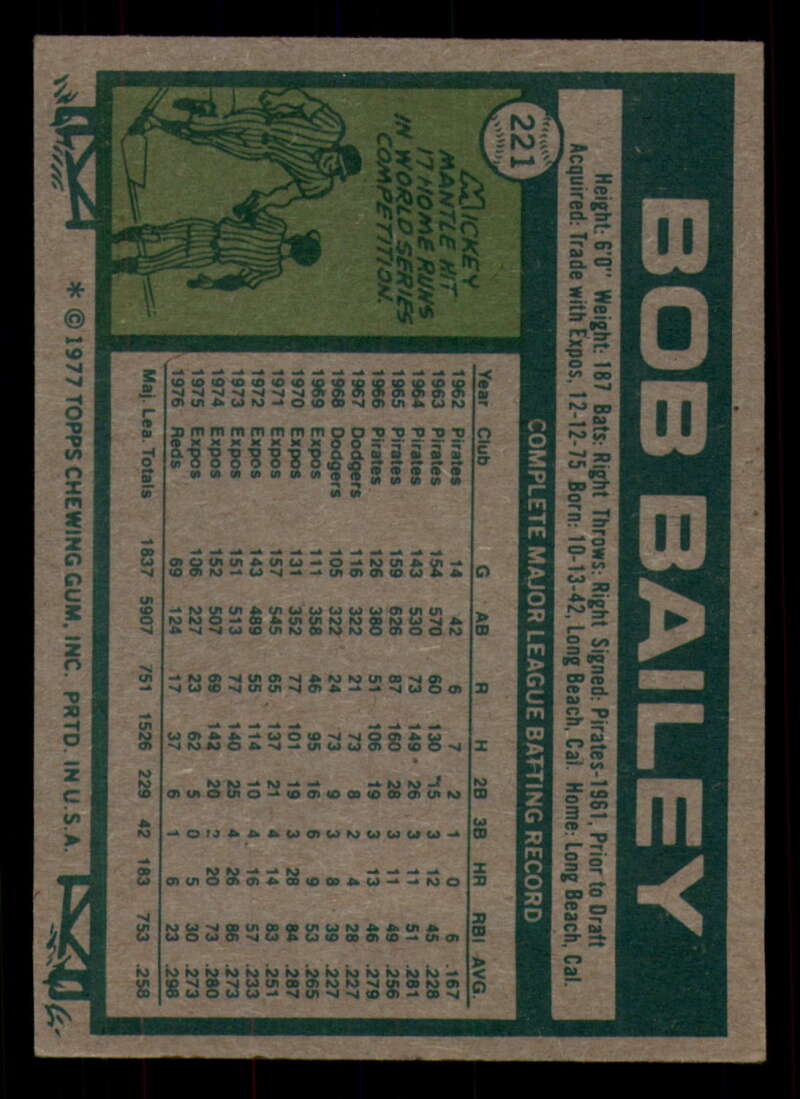 BOB BAILEY
221
Height: 6'0" Weight: 187 Bats: Right Throws: Right Signed: Pirates-1961, Prior to Draft
Acquired: Trade with Expos, 12-12-75 Born: 10-13-42, Long Beach, Cal. Home: Long Beach, Cal.
COMPLETE MAJOR LEAGUE BATTING RECORD
MICKEY
MANTLE HIT
17 HOME RUNS
IN WORLD SERIES
COMPETITION.
Year Club G AB R H 2B 3B HR RBI AVG.
1962 Pirates 14 42 6 7 2 1 0 6 .167
1963 Pirates 154 570 60 130 15 3 12 45 .228
1964 Pirates 143 530 73 149 26 3 11 51 .281
1965 Pirates 159 626 87 160 28 3 11 49 .256
1966 Pirates 126 380 51 106 19 3 13 46 .279
1967 Dodgers 116 322 21 73 8 2 4 28 .227
1968 Dodgers 105 322 24 73 9 3 8 39 .227
1969 Expos 111 358 46 95 16 6 9 53 .265
1970 Expos 131 352 77 101 19 3 28 84 .287
1971 Expos 157 545 65 137 21 4 14 83 .251
1972 Expos 143 489 55 114 10 4 16 57 .233
1973 Expos 151 513 77 140 25 4 26 86 .273
1974 Expos 152 507 69 142 20 2 20 73 .280
1975 Expos 106 227 23 62 5 0 5 30 .273
1976 Reds 69 124 17 37 6 1 6 23 .298
Maj. Lea. Totals 1837 5907 751 1526 229 42 183 753 .258
* © 1977 TOPPS CHEWING GUM, INC. PRTD. IN U.S.A.